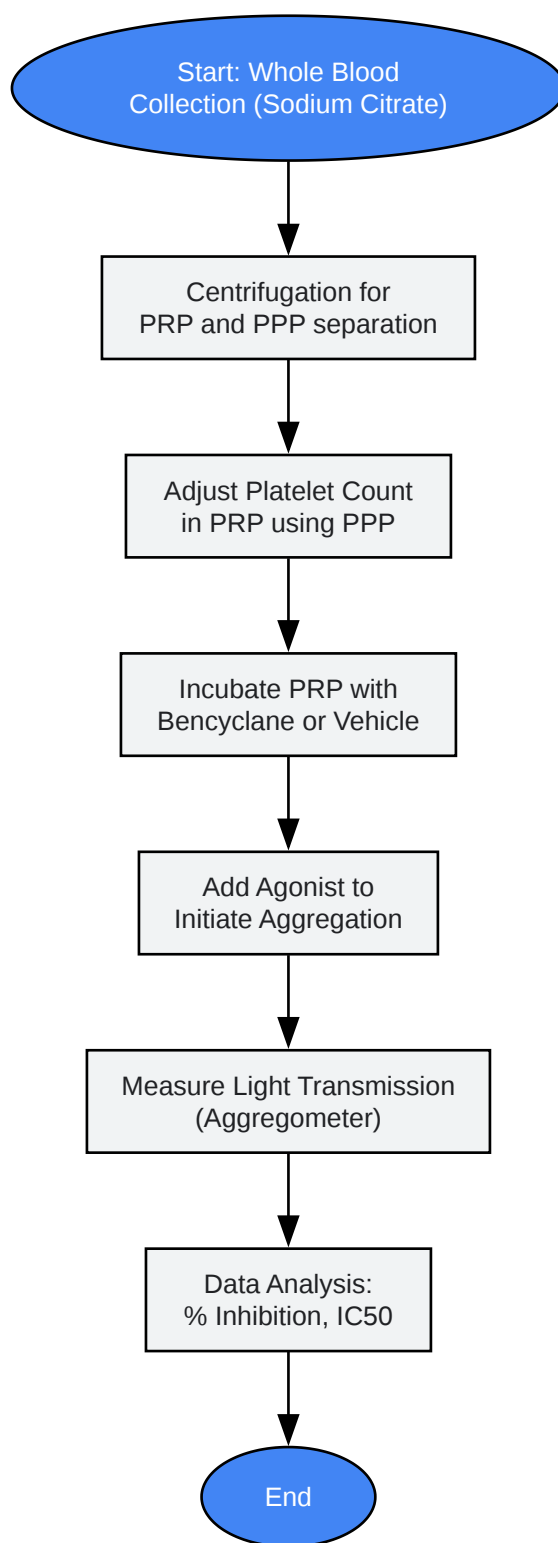 Start: Whole Blood
Collection (Sodium Citrate)
Centrifugation for
PRP and PPP separation
Adjust Platelet Count
in PRP using PPP
Incubate PRP with
Bencyclane or Vehicle
Add Agonist to
Initiate Aggregation
Measure Light Transmission
(Aggregometer)
Data Analysis:
% Inhibition, IC50
End